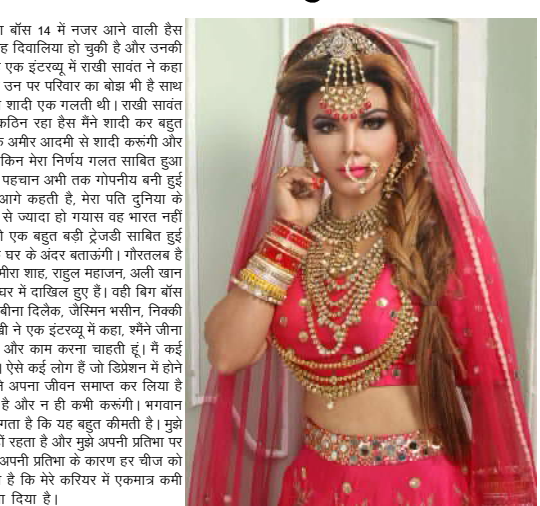 बॉस 14 में नजर आने वाली हैस
दिवालिया हो चुकी है और उनकी
एक इंटरव्यू में राखी सावंत ने कहा
उन पर परिवार का बोझ भी है साथ
शादी एक गलती थी। राखी सावंत
कठिन रहा हैस मैंने शादी कर बहुत
अमीर आदमी से शादी करूंगी और
मेरा निर्णय गलत साबित हुआ
पहचान अभी तक गोपनीय बनी हुई
आगे कहती है, मेरा पति दुनिया के
से ज्यादा हो गयास वह भारत नहीं
एक बहुत बड़ी ट्रेजडी साबित हुई
घर के अंदर बताऊंगी। गौरतलब है
शाह, राहुल महाजन, अली खान
घर में दाखिल हुए हैं। वही बिग बॉस
दिलैक, जैस्मिन भसीन, निक्की
ने एक इंटरव्यू में कहा, श्मैंने जीना
और काम करना चाहती हूं। मैं कई
ऐसे कई लोग हैं जो डिप्रेशन में होने
अपना जीवन समाप्त कर लिया है
है और न ही कभी करूंगी। भगवान
है कि यह बहुत कीमती है। मुझे
रहता है और मुझे अपनी प्रतिभा पर
अपनी प्रतिभा के कारण हर चीज को
है कि मेरे करियर में एकमात्र कमी
दिया है।